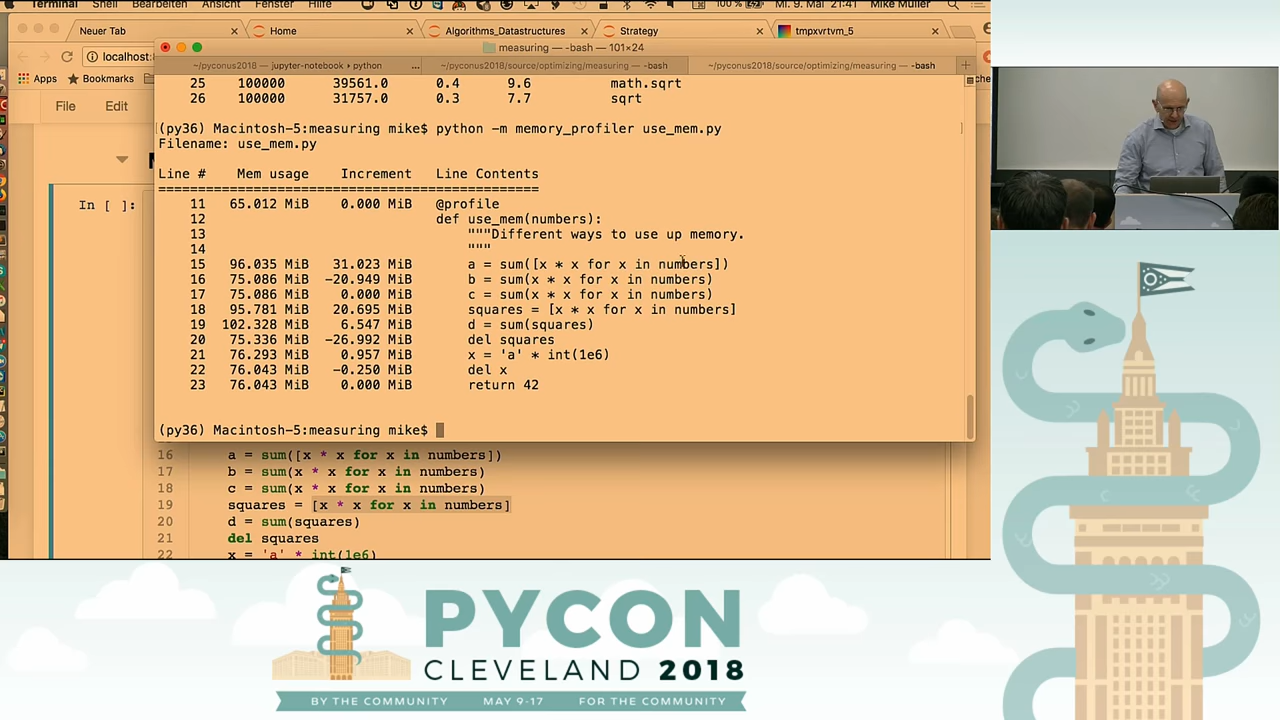 Terminal Shell Bearbeiten Ansicht Fenster Hilfe 100 % Mi. 9. Mai 21:41 Mike Müller
Neuer Tab Home Algorithms_Datastructures Strategy tmpxvrtvm_5
measuring — -bash — 101×24
localhost:
~/pyconus2018 — jupyter-notebook ▸ python ... ~/pyconus2018/source/optimizing/measuring — -bash ~/pyconus2018/source/optimizing/measuring — -bash +
Apps Bookmarks
25 100000 39561.0 0.4 9.6 math.sqrt
26 100000 31757.0 0.3 7.7 sqrt
File Edit
(py36) Macintosh-5:measuring mike$ python -m memory_profiler use_mem.py
Filename: use_mem.py
Line # Mem usage Increment Line Contents
================================================
11 65.012 MiB 0.000 MiB @profile
In [ ]:
12 def use_mem(numbers):
13 """Different ways to use up memory.
14 """
15 96.035 MiB 31.023 MiB a = sum([x * x for x in numbers])
16 75.086 MiB -20.949 MiB b = sum(x * x for x in numbers)
17 75.086 MiB 0.000 MiB c = sum(x * x for x in numbers)
18 95.781 MiB 20.695 MiB squares = [x * x for x in numbers]
19 102.328 MiB 6.547 MiB d = sum(squares)
20 75.336 MiB -26.992 MiB del squares
21 76.293 MiB 0.957 MiB x = 'a' * int(1e6)
22 76.043 MiB -0.250 MiB del x
23 76.043 MiB 0.000 MiB return 42
(py36) Macintosh-5:measuring mike$
16 a = sum([x * x for x in numbers])
17 b = sum(x * x for x in numbers)
18 c = sum(x * x for x in numbers)
19 squares = [x * x for x in numbers]
20 d = sum(squares)
21 del squares
22 x = 'a' * int(1e6)
PYCON
CLEVELAND 2018
BY THE COMMUNITY MAY 9-17 FOR THE COMMUNITY